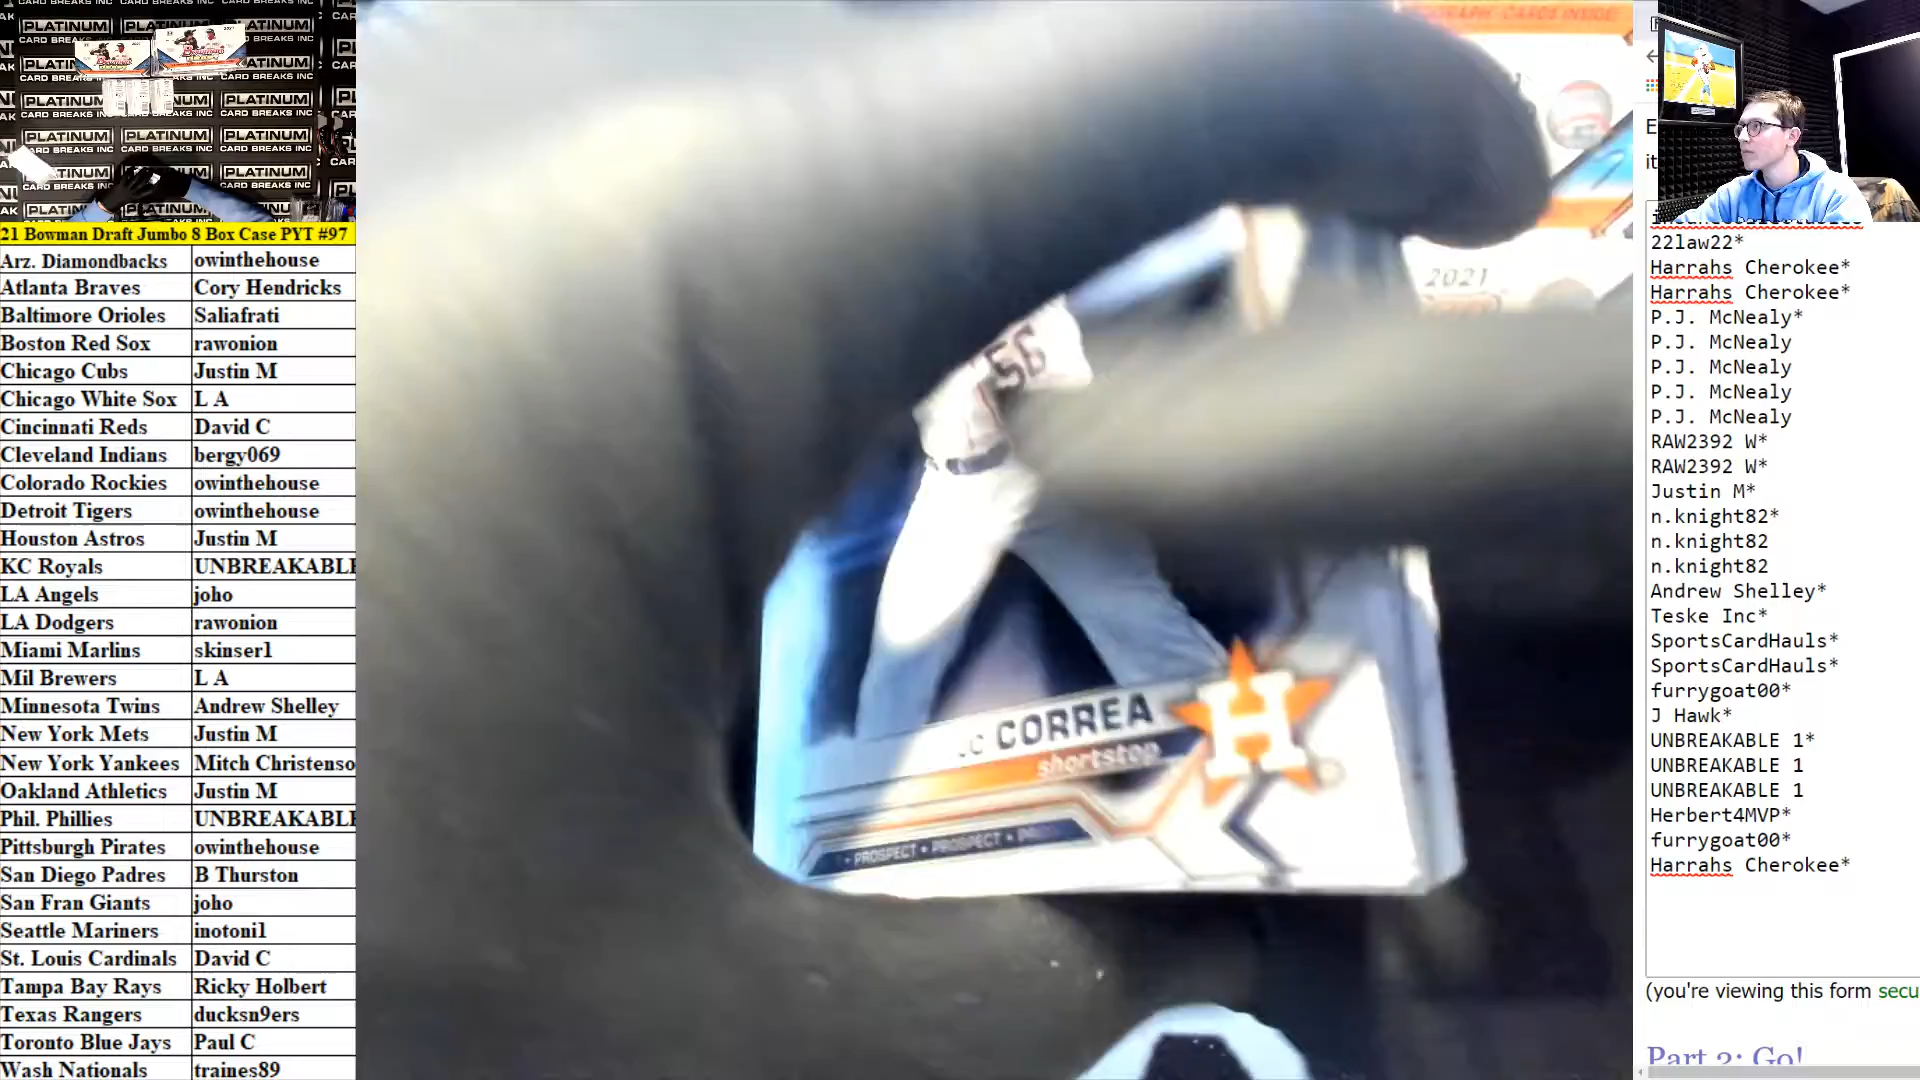 21 Bowman Draft Jumbo 8 Box Case PYT #97
Arz. Diamondbacks owinthehouse
Atlanta Braves Cory Hendricks
Baltimore Orioles Saliafrati
Boston Red Sox rawonion
Chicago Cubs Justin M
Chicago White Sox L A
Cincinnati Reds David C
Cleveland Indians bergy069
Colorado Rockies owinthehouse
Detroit Tigers owinthehouse
Houston Astros Justin M
KC Royals UNBREAKABLE
LA Angels joho
LA Dodgers rawonion
Miami Marlins skinser1
Mil Brewers L A
Minnesota Twins Andrew Shelley
New York Mets Justin M
New York Yankees Mitch Christenso
Oakland Athletics Justin M
Phil. Phillies UNBREAKABLE
Pittsburgh Pirates owinthehouse
San Diego Padres B Thurston
San Fran Giants joho
Seattle Mariners inotoni1
St. Louis Cardinals David C
Tampa Bay Rays Ricky Holbert
Texas Rangers ducksn9ers
Toronto Blue Jays Paul C
Wash Nationals traines89
PLATINUM
CARD BREAKS INC
CARDS INSIDE
2021
56
CORREA
shortstop
H
PROSPECT • PROSPECT •
22law22*
Harrahs Cherokee*
Harrahs Cherokee*
P.J. McNealy*
P.J. McNealy
P.J. McNealy
P.J. McNealy
P.J. McNealy
RAW2392 W*
RAW2392 W*
Justin M*
n.knight82*
n.knight82
n.knight82
Andrew Shelley*
Teske Inc*
SportsCardHauls*
SportsCardHauls*
furrygoat00*
J Hawk*
UNBREAKABLE 1*
UNBREAKABLE 1
UNBREAKABLE 1
Herbert4MVP*
furrygoat00*
Harrahs Cherokee*
(you're viewing this form secu
Part 2: Go!